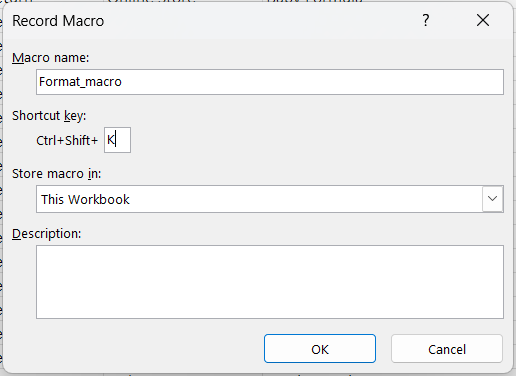 Record Macro ? ×
Macro name:
Format_macro
Shortcut key:
Ctrl+Shift+ K
Store macro in:
This Workbook
Description:
OK Cancel